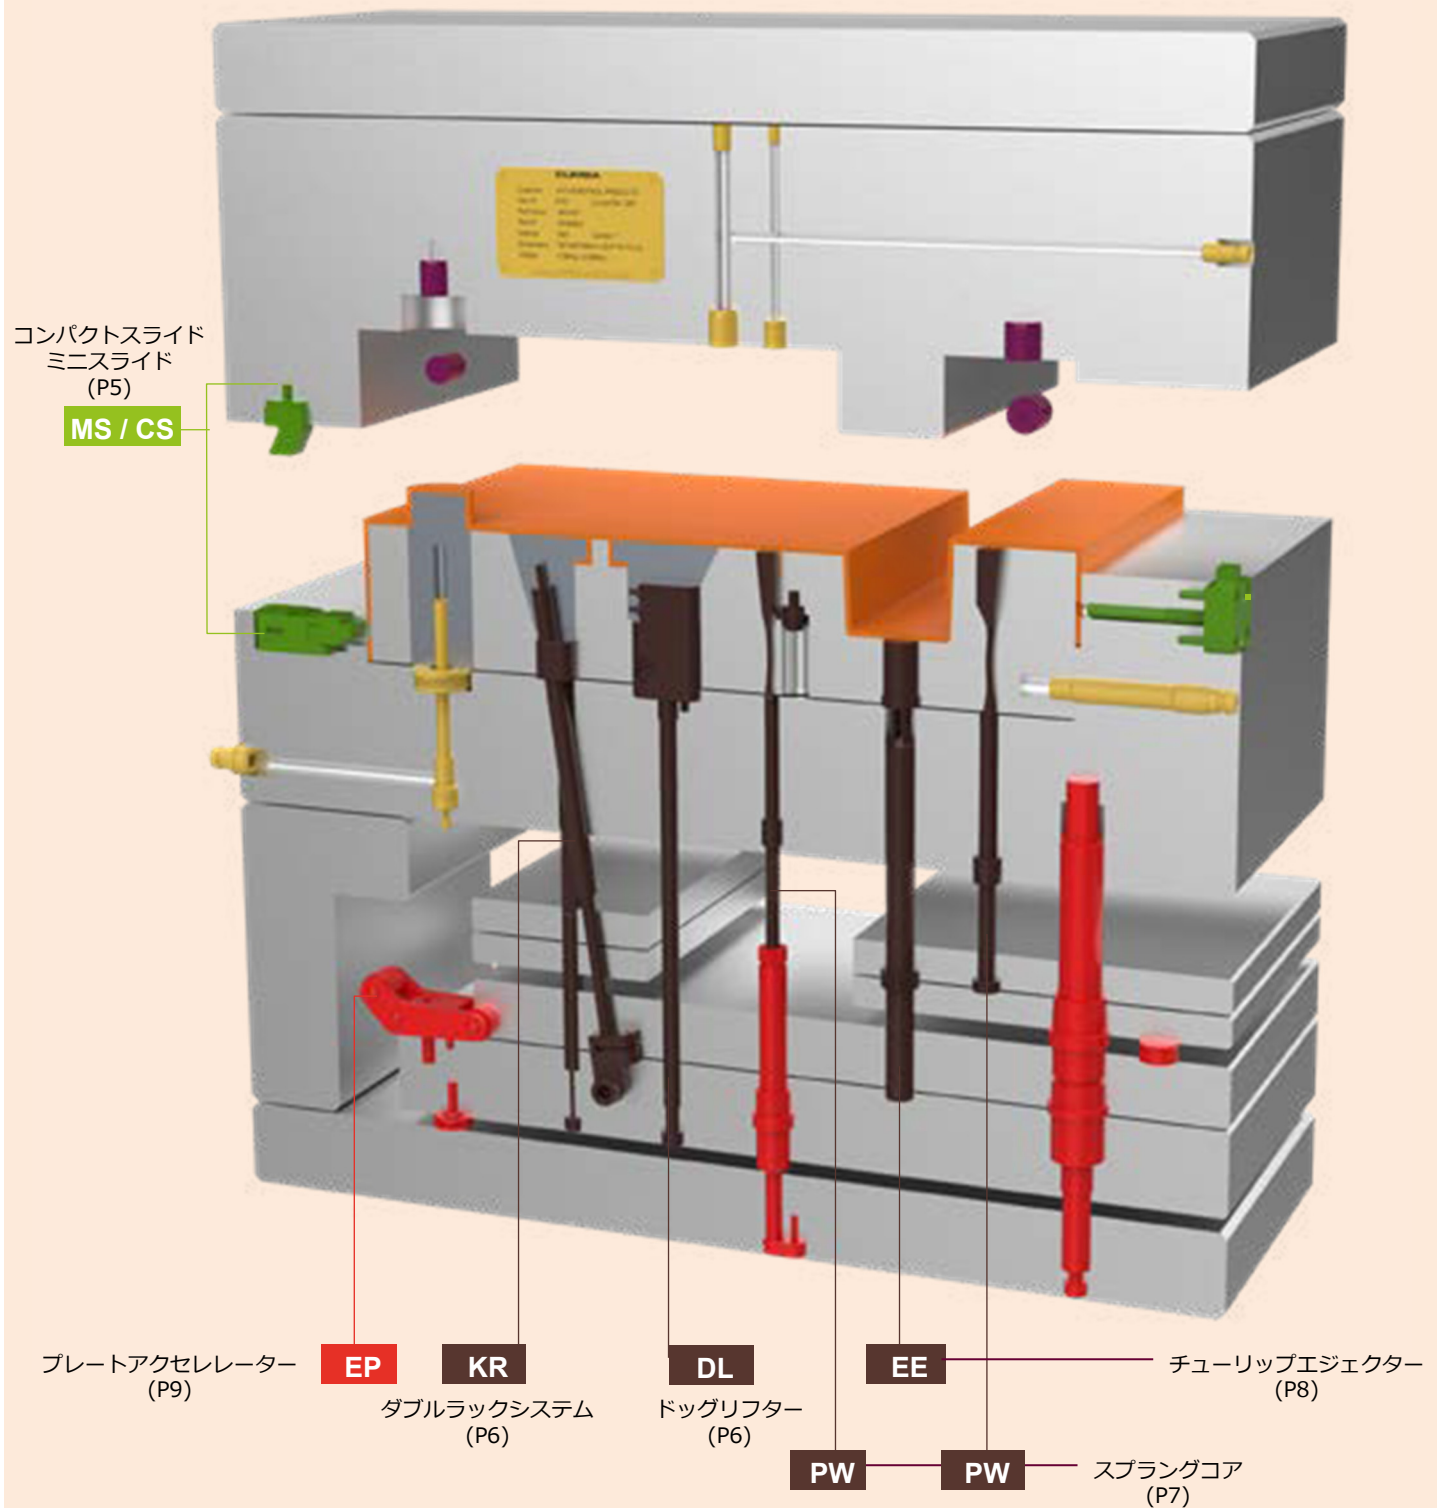 CUMSA
コンパクトスライド
ミニスライド
(P5)
MS / CS
プレートアクセレレーター
(P9)
EP
KR
ダブルラックシステム
(P6)
DL
ドッグリフター
(P6)
EE
チューリップエジェクター
(P8)
PW
PW
スプラングコア
(P7)